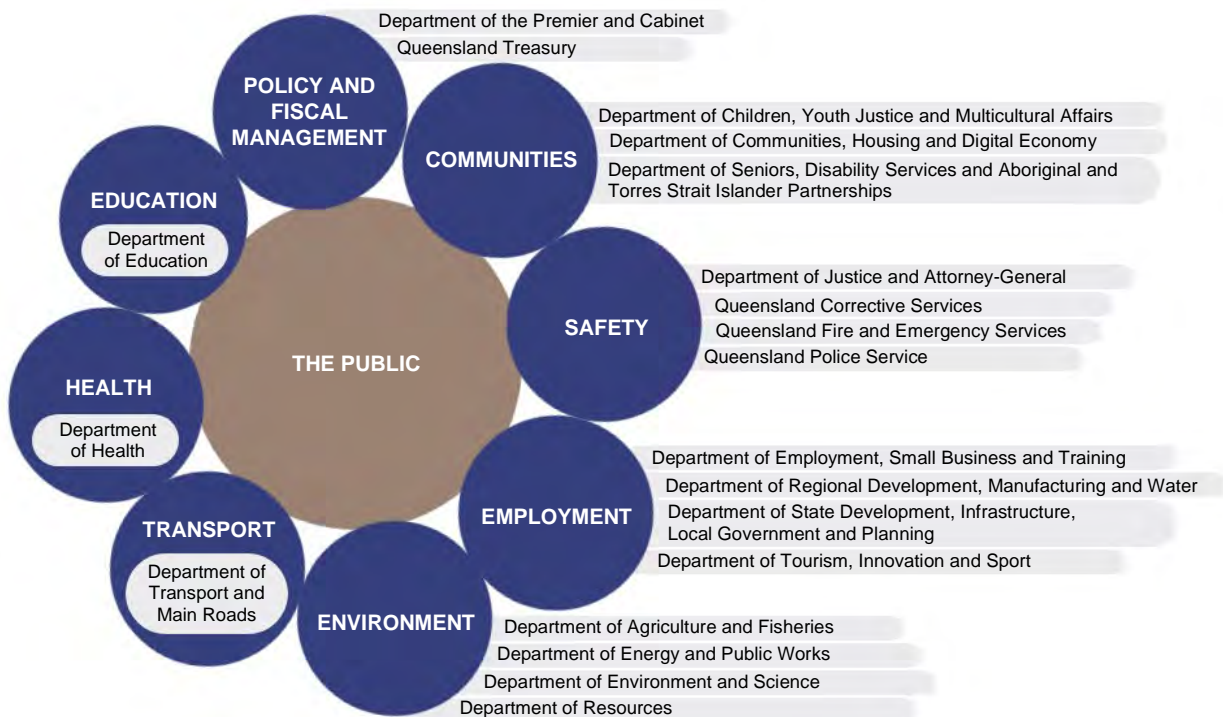 Department of the Premier and Cabinet
Queensland Treasury
POLICY AND
FISCAL
MANAGEMENT
COMMUNITIES
Department of Children, Youth Justice and Multicultural Affairs
Department of Communities, Housing and Digital Economy
Department of Seniors, Disability Services and Aboriginal and
Torres Strait Islander Partnerships
EDUCATION
Department
of Education
SAFETY
Department of Justice and Attorney-General
Queensland Corrective Services
Queensland Fire and Emergency Services
Queensland Police Service
THE PUBLIC
HEALTH
Department
of Health
EMPLOYMENT
Department of Employment, Small Business and Training
Department of Regional Development, Manufacturing and Water
Department of State Development, Infrastructure,
Local Government and Planning
Department of Tourism, Innovation and Sport
TRANSPORT
Department of
Transport and
Main Roads
ENVIRONMENT
Department of Agriculture and Fisheries
Department of Energy and Public Works
Department of Environment and Science
Department of Resources